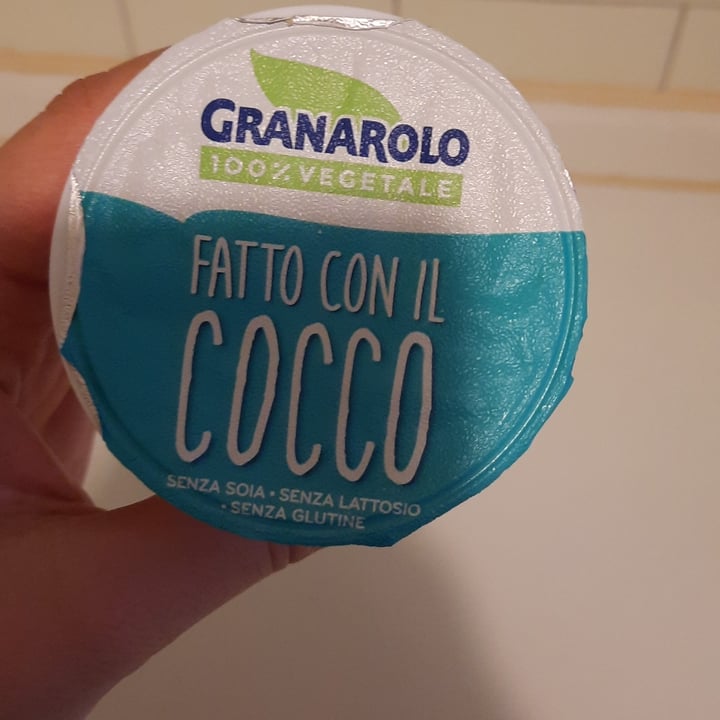 GRANAROLO
100% VEGETALE
FATTO CON IL
COCCO
SENZA SOIA • SENZA LATTOSIO
• SENZA GLUTINE